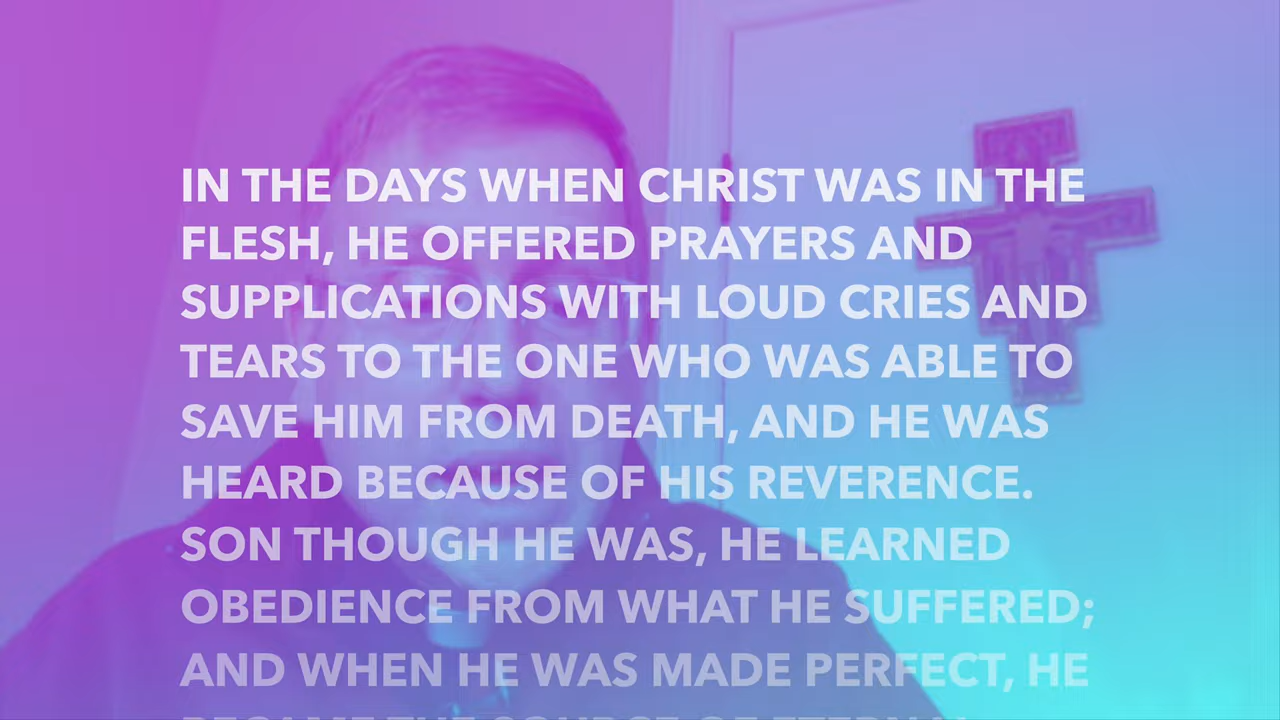 IN THE DAYS WHEN CHRIST WAS IN THE
FLESH, HE OFFERED PRAYERS AND
SUPPLICATIONS WITH LOUD CRIES AND
TEARS TO THE ONE WHO WAS ABLE TO
SAVE HIM FROM DEATH, AND HE WAS
HEARD BECAUSE OF HIS REVERENCE.
SON THOUGH HE WAS, HE LEARNED
OBEDIENCE FROM WHAT HE SUFFERED;
AND WHEN HE WAS MADE PERFECT, HE